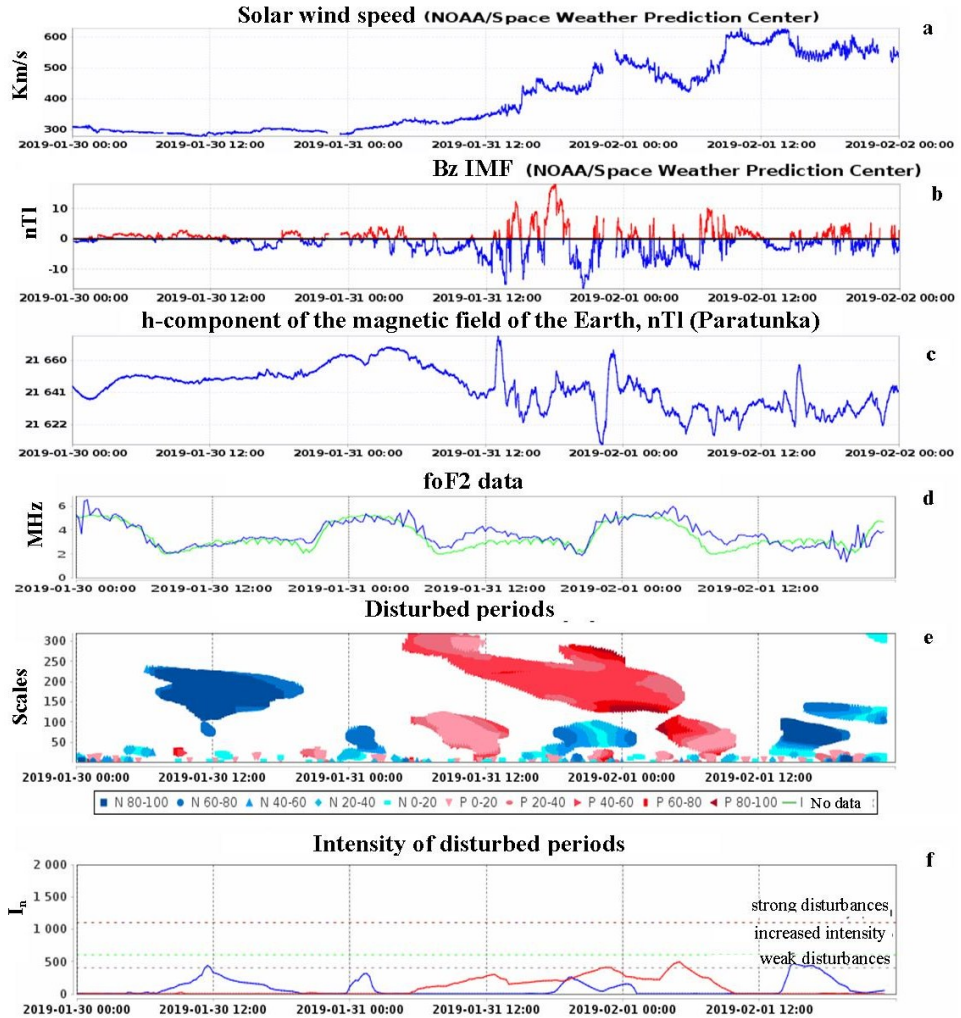 Solar wind speed (NOAA/Space Weather Prediction Center)
a
Km/s
600
500
400
300
2019-01-30 00:00 2019-01-30 12:00 2019-01-31 00:00 2019-01-31 12:00 2019-02-01 00:00 2019-02-01 12:00 2019-02-02 00:00
Bz IMF (NOAA/Space Weather Prediction Center)
b
nTl
10
0
-10
2019-01-30 00:00 2019-01-30 12:00 2019-01-31 00:00 2019-01-31 12:00 2019-02-01 00:00 2019-02-01 12:00 2019-02-02 00:00
h-component of the magnetic field of the Earth, nTl (Paratunka)
c
21 660
21 641
21 622
2019-01-30 00:00 2019-01-30 12:00 2019-01-31 00:00 2019-01-31 12:00 2019-02-01 00:00 2019-02-01 12:00 2019-02-02 00:00
foF2 data
d
MHz
6
4
2
0
2019-01-30 00:00 2019-01-30 12:00 2019-01-31 00:00 2019-01-31 12:00 2019-02-01 00:00 2019-02-01 12:00
Disturbed periods
e
Scales
300
250
200
150
100
50
2019-01-30 00:00 2019-01-30 12:00 2019-01-31 00:00 2019-01-31 12:00 2019-02-01 00:00 2019-02-01 12:00
N 80-100 N 60-80 N 40-60 N 20-40 N 0-20 P 0-20 P 20-40 P 40-60 P 60-80 P 80-100 No data
Intensity of disturbed periods
f
In
2 000
1 500
1 000
500
0
strong disturbances
increased intensity
weak disturbances
2019-01-30 00:00 2019-01-30 12:00 2019-01-31 00:00 2019-01-31 12:00 2019-02-01 00:00 2019-02-01 12:00